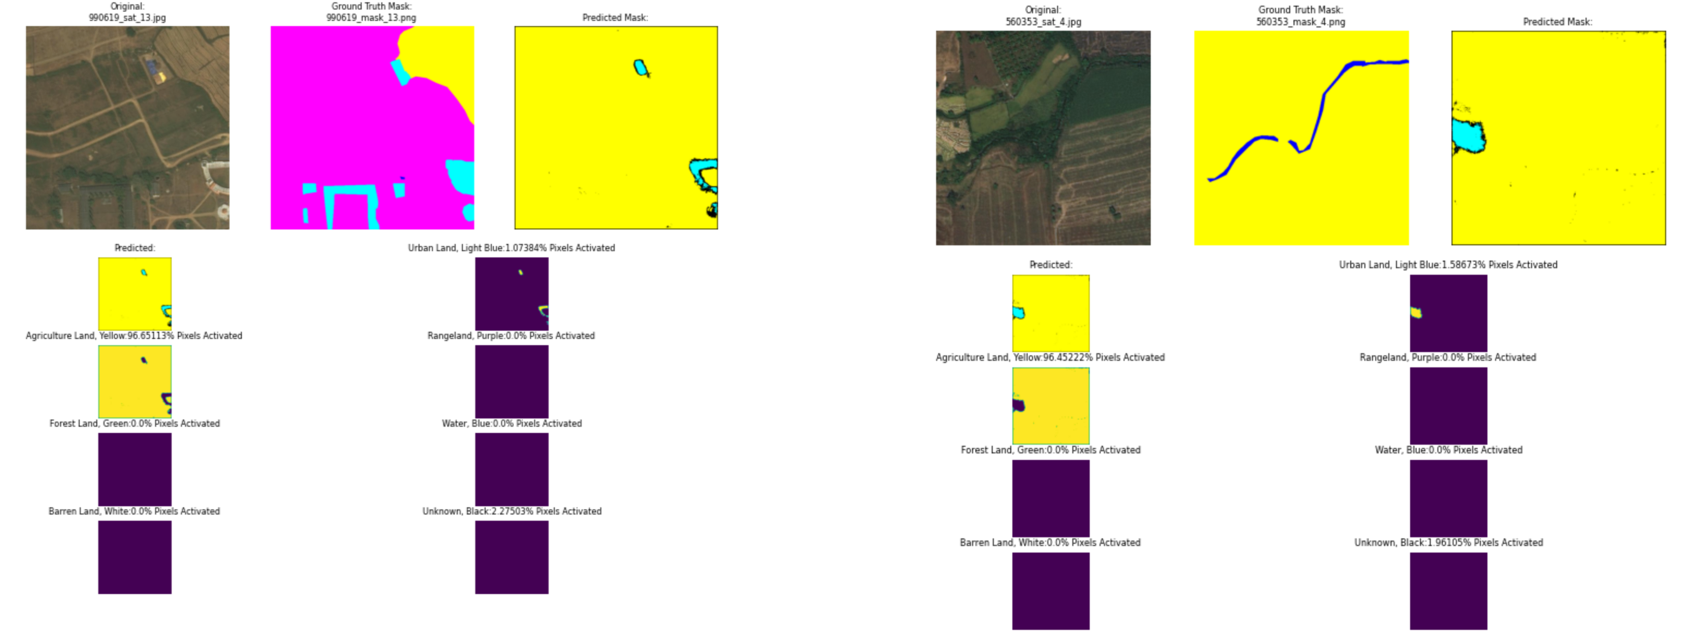 Original:
990619_sat_13.jpg
Ground Truth Mask:
990619_mask_13.png
Predicted Mask:
Predicted:
Urban Land, Light Blue:1.07384% Pixels Activated
Agriculture Land, Yellow:96.65113% Pixels Activated
Rangeland, Purple:0.0% Pixels Activated
Forest Land, Green:0.0% Pixels Activated
Water, Blue:0.0% Pixels Activated
Barren Land, White:0.0% Pixels Activated
Unknown, Black:2.27503% Pixels Activated
Original:
560353_sat_4.jpg
Ground Truth Mask:
560353_mask_4.png
Predicted Mask:
Predicted:
Urban Land, Light Blue:1.58673% Pixels Activated
Agriculture Land, Yellow:96.45222% Pixels Activated
Rangeland, Purple:0.0% Pixels Activated
Forest Land, Green:0.0% Pixels Activated
Water, Blue:0.0% Pixels Activated
Barren Land, White:0.0% Pixels Activated
Unknown, Black:1.96105% Pixels Activated